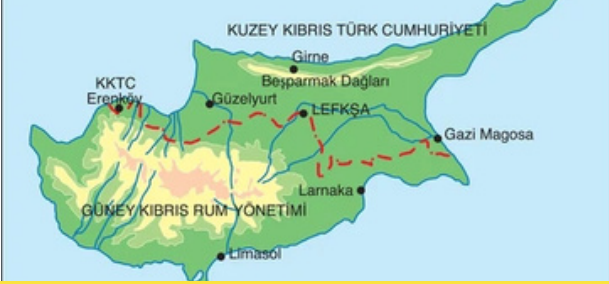 KUZEY KIBRIS TÜRK CUMHURİYETİ
Girne
Beşparmak Dağları
KKTC
Erenköy
Güzelyurt
LEFKŞA
Gazi Magosa
Larnaka
GÜNEY KIBRIS RUM YÖNETİMİ
Limasol